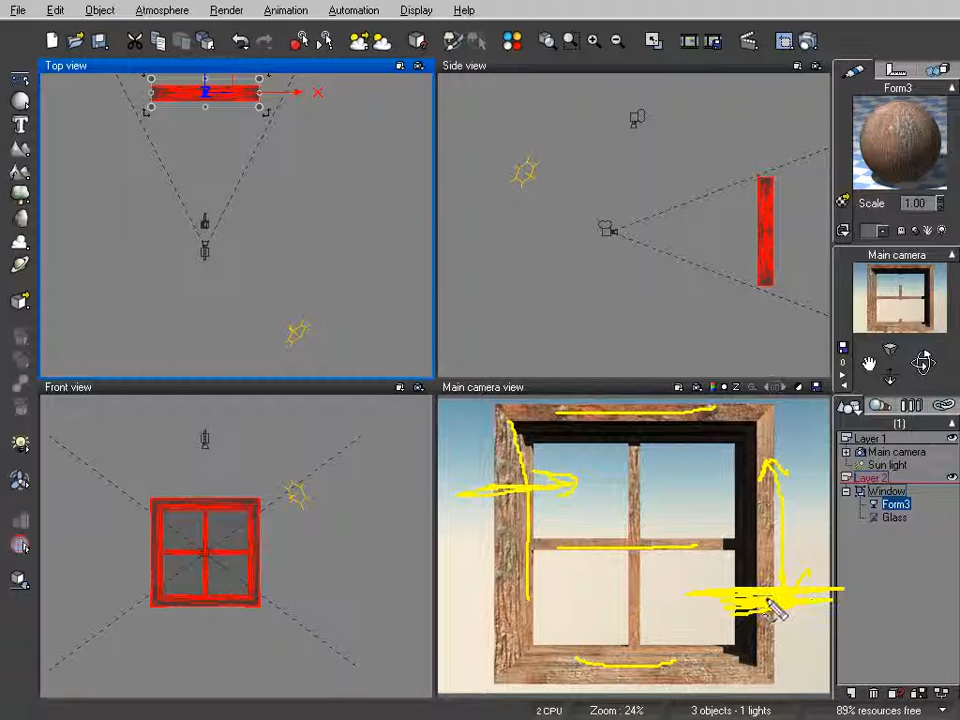 File Edit Object Atmosphere Render Animation Automation Display Help
Top view
Side view
Form3
Scale 1.00
Main camera
0
Front view
Main camera view
Z
(1)
Layer 1
Main camera
Sun light
Layer 2
Window
Form3
Glass
2 CPU Zoom : 24% 3 objects - 1 lights 89% resources free